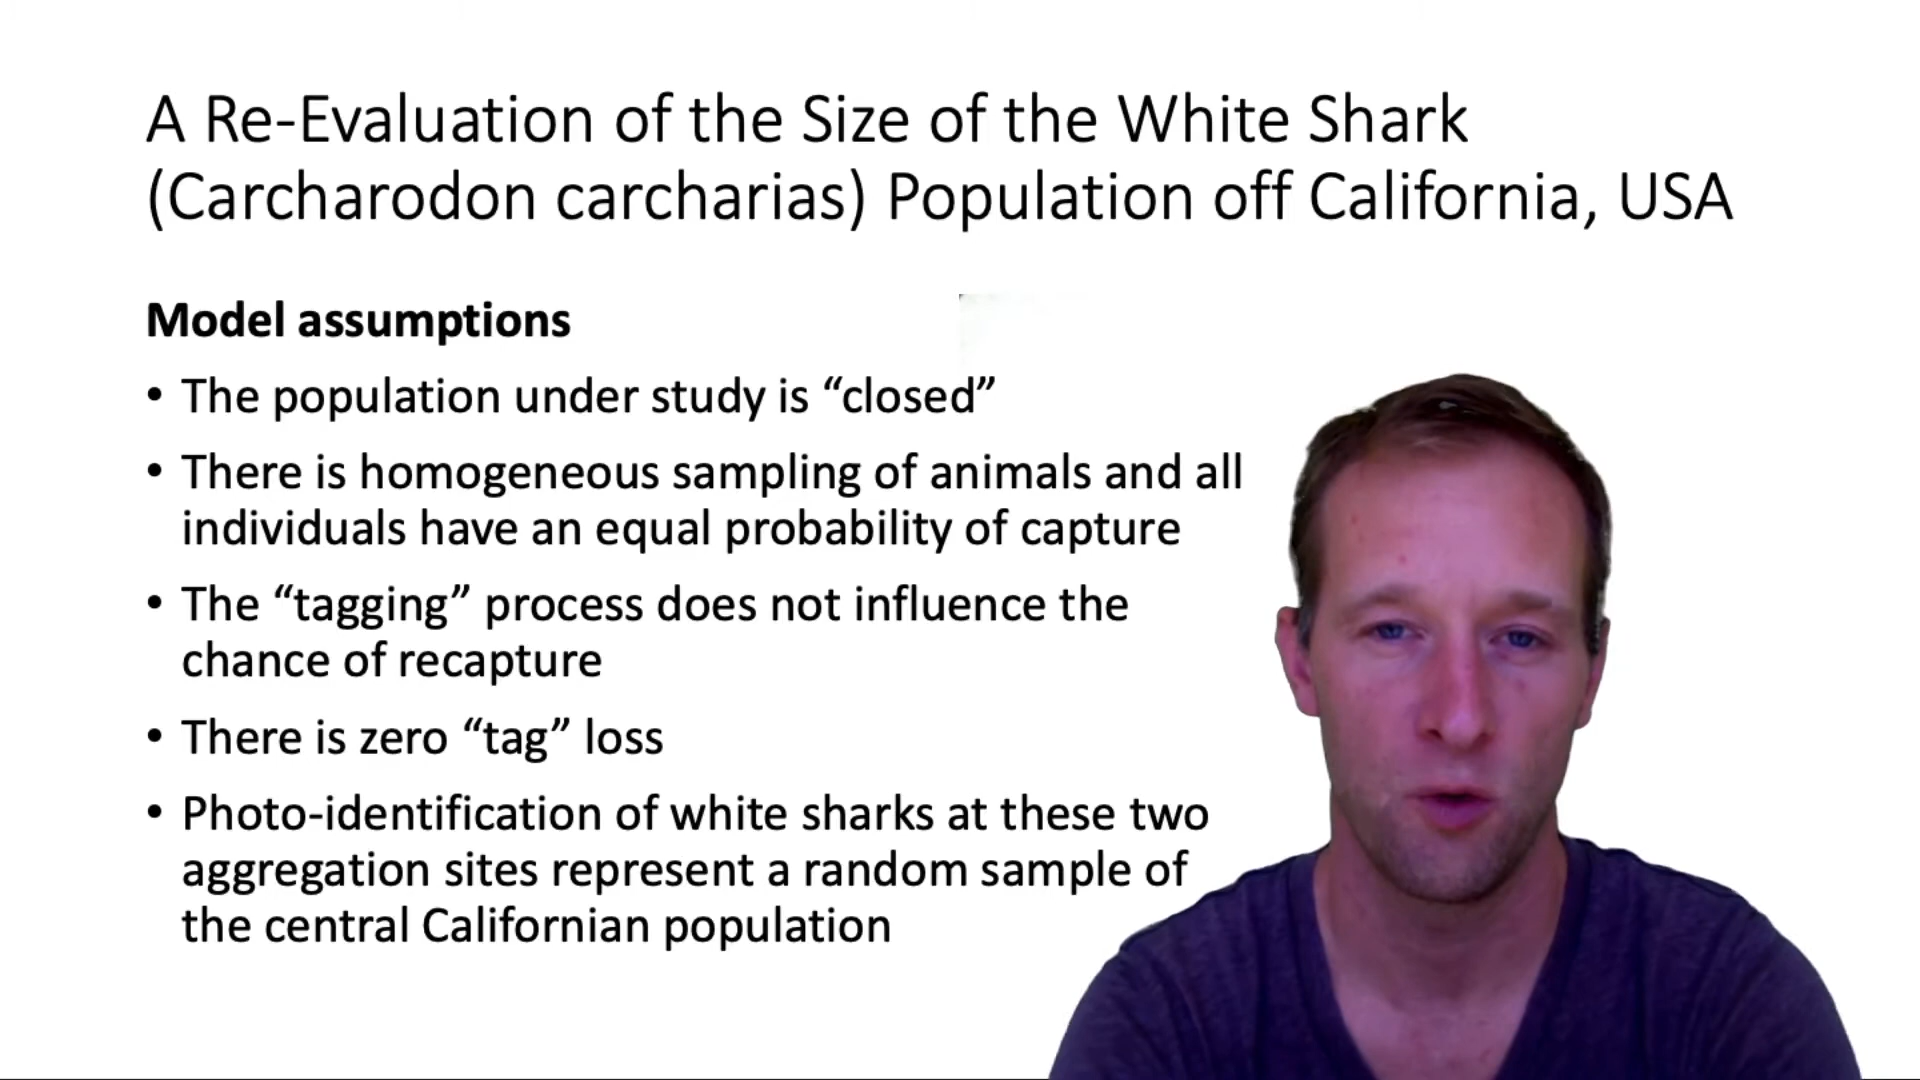 A Re-Evaluation of the Size of the White Shark
(Carcharodon carcharias) Population off California, USA
Model assumptions
• The population under study is “closed”
• There is homogeneous sampling of animals and all
individuals have an equal probability of capture
• The “tagging” process does not influence the
chance of recapture
• There is zero “tag” loss
• Photo-identification of white sharks at these two
aggregation sites represent a random sample of
the central Californian population